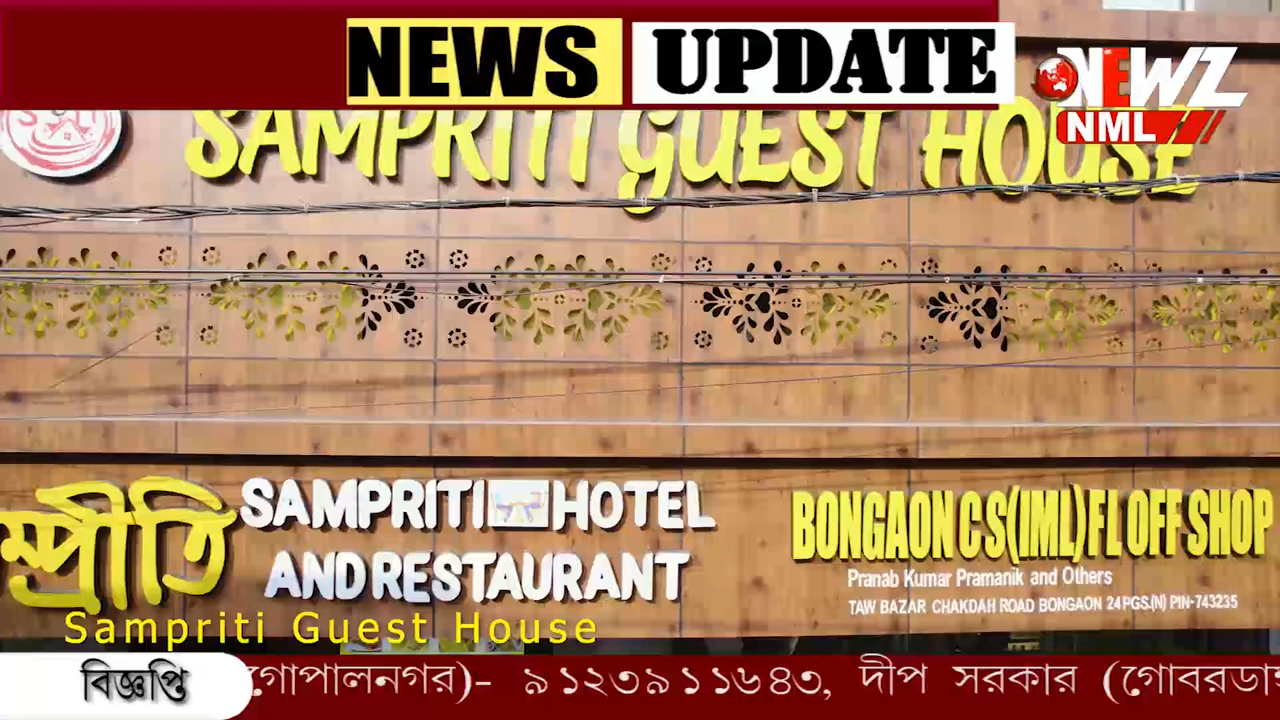 NEWS UPDATE
NEWZ
NML
SAMPRITI GUEST HOUSE
SAMPRITI HOTEL
AND RESTAURANT
BONGAON C S(IML) FL OFF SHOP
Pranab Kumar Pramanik and Others
TAW BAZAR CHAKDAH ROAD BONGAON 24 PGS.(N) PIN-743235
ম্প্রীতি
Sampriti Guest House
বিজ্ঞপ্তি
(গোপালনগর)- ৯১২৩৯১১৬৪৩, দীপ সরকার (গোবরডা